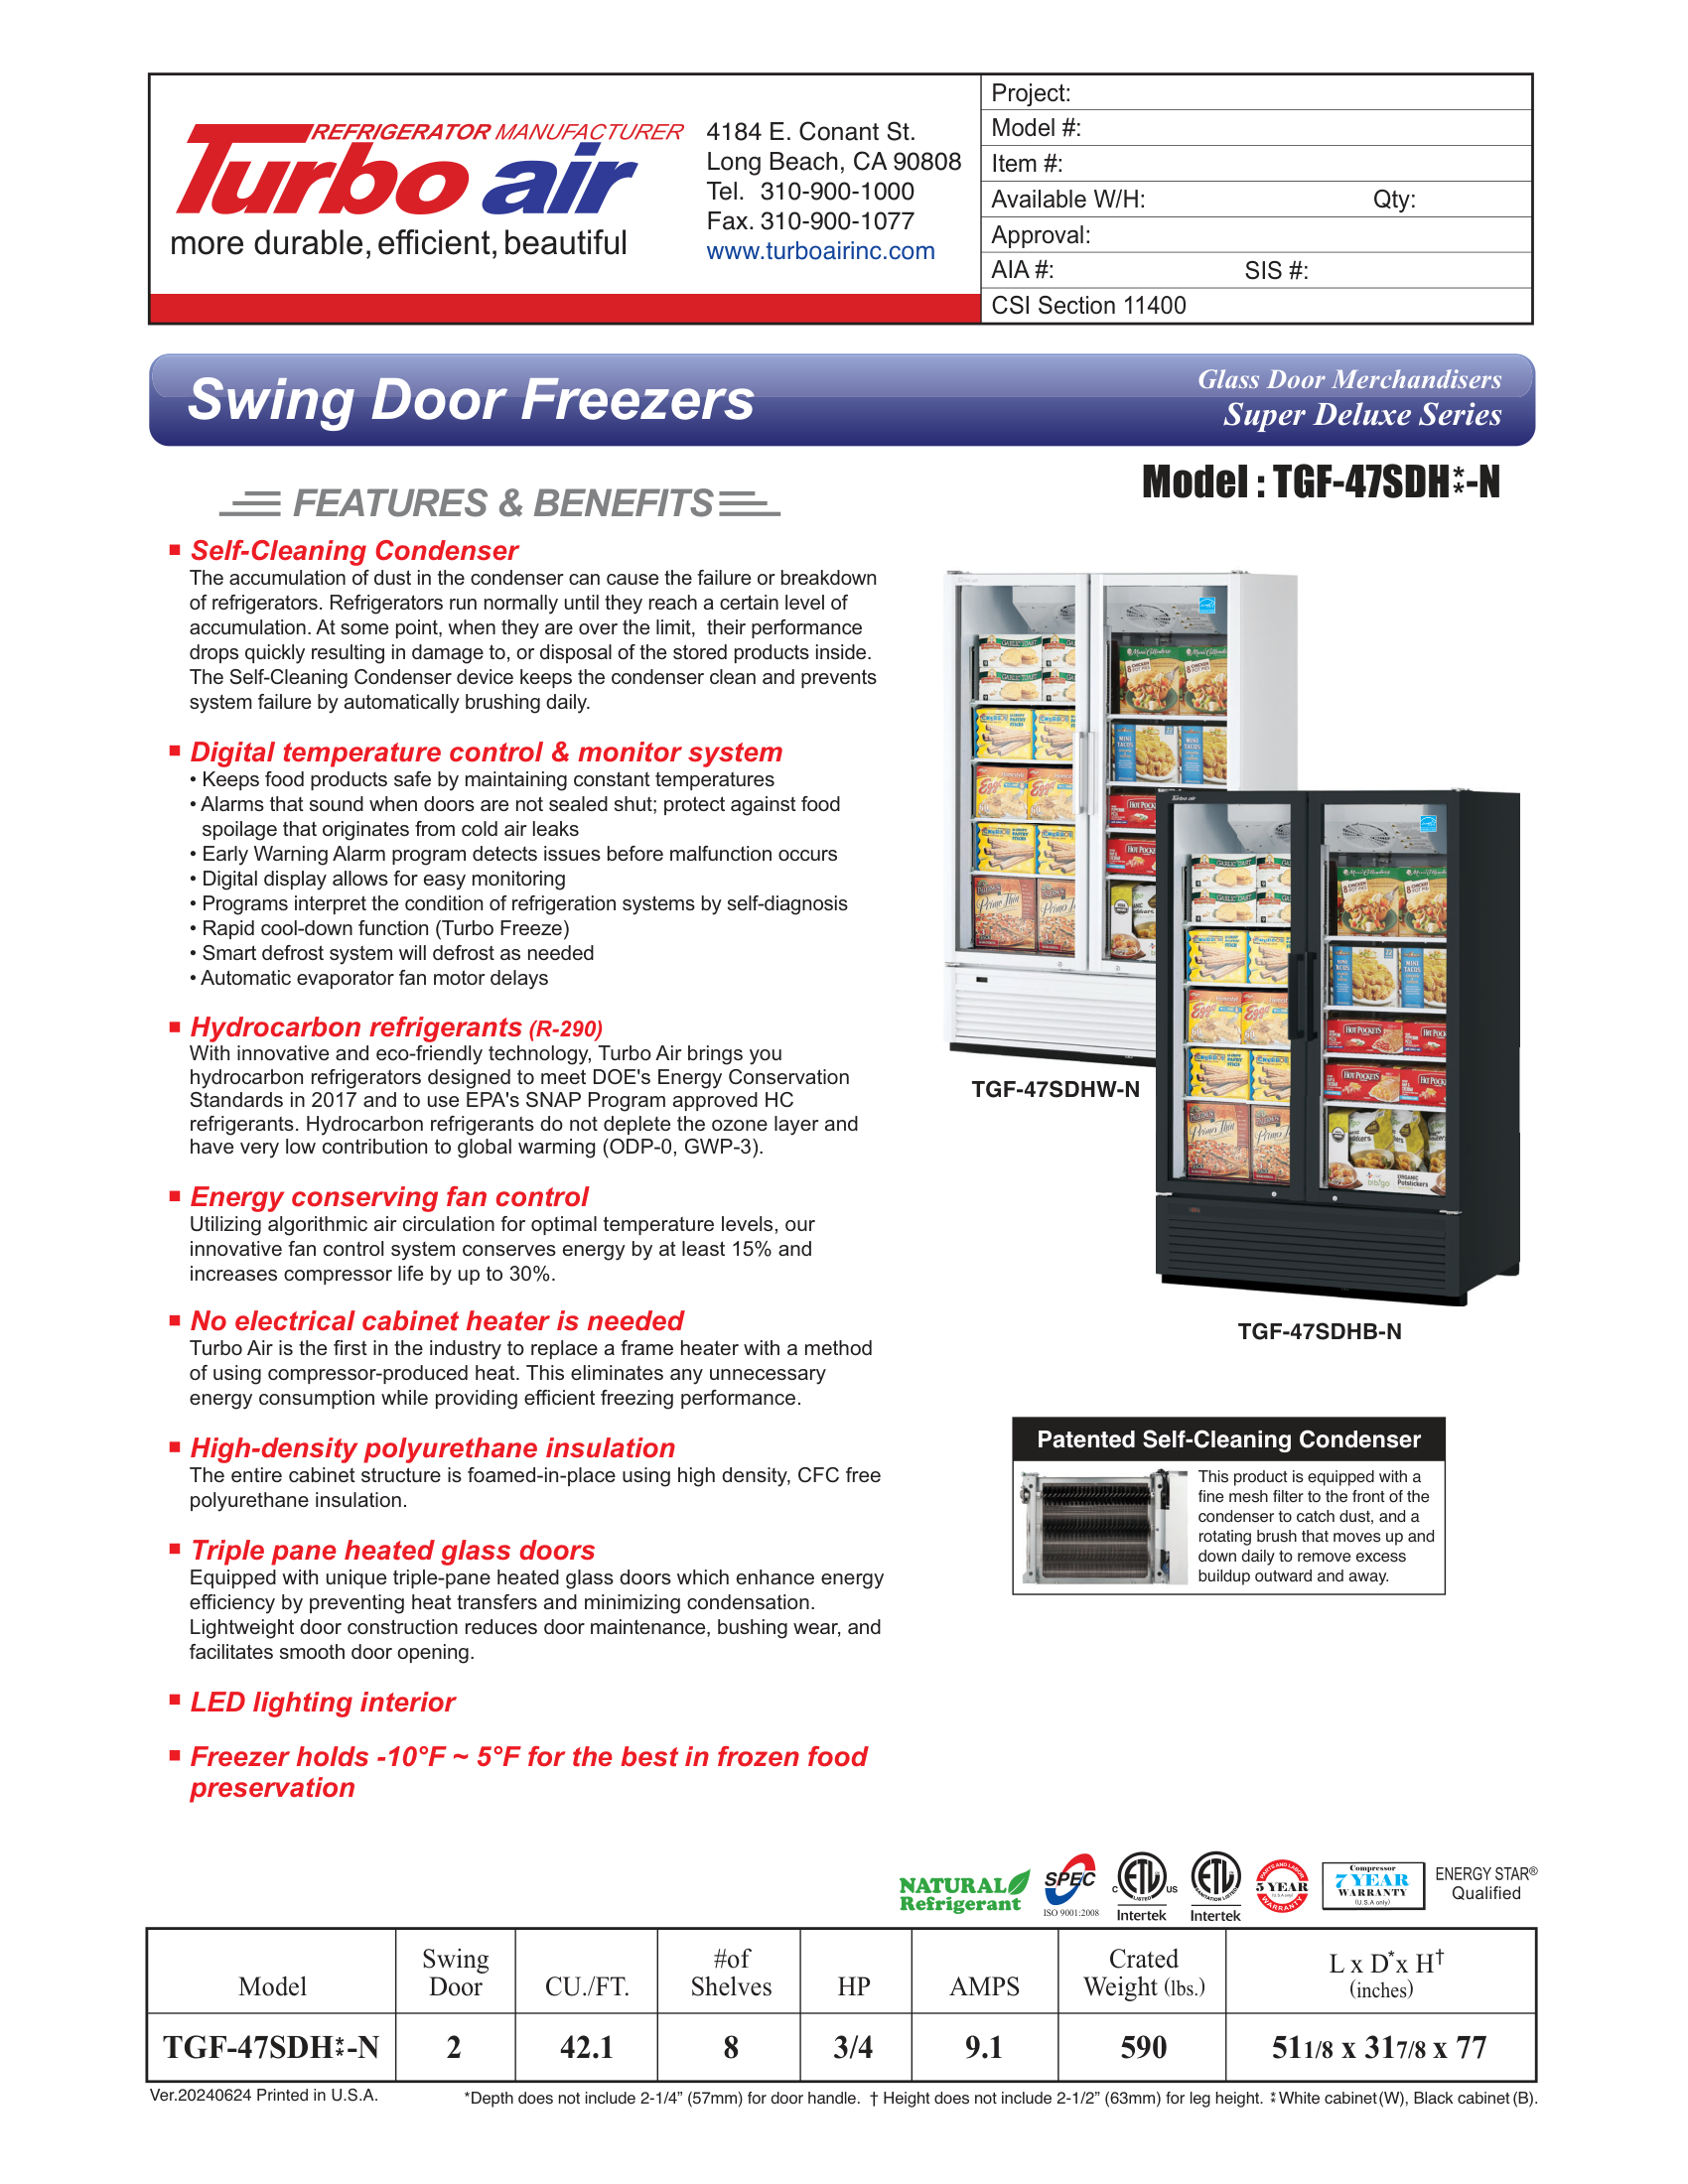 REFRIGERATOR MANUFACTURER
Turbo air
more durable, efficient, beautiful
4184 E. Conant St.
Long Beach, CA 90808
Tel. 310-900-1000
Fax. 310-900-1077
www.turboairinc.com
Project:
Model #:
Item #:
Available W/H: Qty:
Approval:
AIA #: SIS #:
CSI Section 11400
Swing Door Freezers
Glass Door Merchandisers
Super Deluxe Series
Model : TGF-47SDH⁑-N
FEATURES & BENEFITS
■ Self-Cleaning Condenser
The accumulation of dust in the condenser can cause the failure or breakdown
of refrigerators. Refrigerators run normally until they reach a certain level of
accumulation. At some point, when they are over the limit, their performance
drops quickly resulting in damage to, or disposal of the stored products inside.
The Self-Cleaning Condenser device keeps the condenser clean and prevents
system failure by automatically brushing daily.
■ Digital temperature control & monitor system
• Keeps food products safe by maintaining constant temperatures
• Alarms that sound when doors are not sealed shut; protect against food
spoilage that originates from cold air leaks
• Early Warning Alarm program detects issues before malfunction occurs
• Digital display allows for easy monitoring
• Programs interpret the condition of refrigeration systems by self-diagnosis
• Rapid cool-down function (Turbo Freeze)
• Smart defrost system will defrost as needed
• Automatic evaporator fan motor delays
■ Hydrocarbon refrigerants (R-290)
With innovative and eco-friendly technology, Turbo Air brings you
hydrocarbon refrigerators designed to meet DOE's Energy Conservation
Standards in 2017 and to use EPA's SNAP Program approved HC
refrigerants. Hydrocarbon refrigerants do not deplete the ozone layer and
have very low contribution to global warming (ODP-0, GWP-3).
■ Energy conserving fan control
Utilizing algorithmic air circulation for optimal temperature levels, our
innovative fan control system conserves energy by at least 15% and
increases compressor life by up to 30%.
■ No electrical cabinet heater is needed
Turbo Air is the first in the industry to replace a frame heater with a method
of using compressor-produced heat. This eliminates any unnecessary
energy consumption while providing efficient freezing performance.
■ High-density polyurethane insulation
The entire cabinet structure is foamed-in-place using high density, CFC free
polyurethane insulation.
■ Triple pane heated glass doors
Equipped with unique triple-pane heated glass doors which enhance energy
efficiency by preventing heat transfers and minimizing condensation.
Lightweight door construction reduces door maintenance, bushing wear, and
facilitates smooth door opening.
■ LED lighting interior
■ Freezer holds -10°F ~ 5°F for the best in frozen food
preservation
TGF-47SDHW-N
TGF-47SDHB-N
Patented Self-Cleaning Condenser
This product is equipped with a
fine mesh filter to the front of the
condenser to catch dust, and a
rotating brush that moves up and
down daily to remove excess
buildup outward and away.
NATURAL
Refrigerant
SPEC
ISO 9001:2008
C ETL US
LISTED
Intertek
ETL
SANITATION LISTED
Intertek
PARTS AND LABOR
5 YEAR
(U.S.A only)
WARRANTY
Compressor
7 YEAR
WARRANTY
(U.S.A only)
ENERGY STAR®
Qualified
Model Swing Door CU./FT. #of Shelves HP AMPS Crated Weight (lbs.) L x D* x H† (inches)
TGF-47SDH⁑-N 2 42.1 8 3/4 9.1 590 51 1/8 x 31 7/8 x 77
Ver.20240624 Printed in U.S.A.
*Depth does not include 2-1/4” (57mm) for door handle. † Height does not include 2-1/2” (63mm) for leg height. ⁑ White cabinet (W), Black cabinet (B).